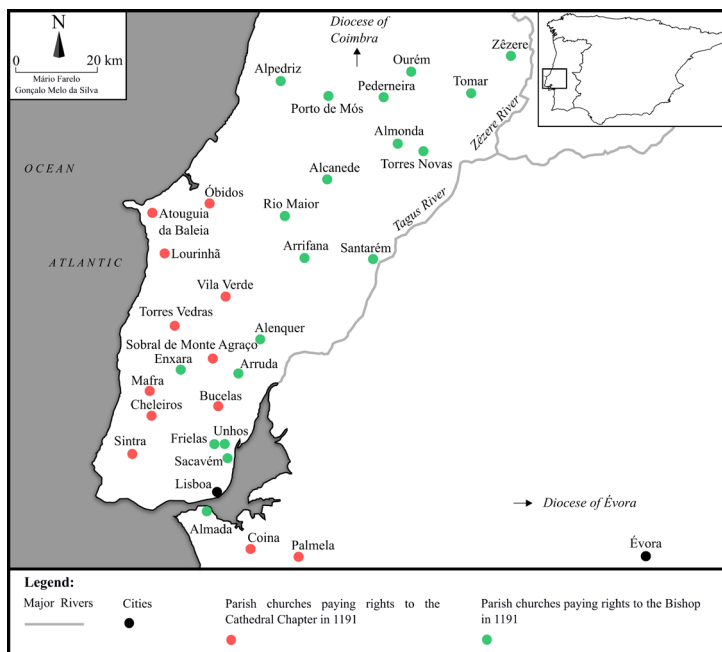 N
20 km
Mário Farelo
Gonçalo Melo da Silva
Diocese of
Coimbra
Zêzere
Ourém
Alpedriz
Pederneira
Tomar
Porto de Mós
Zêzere River
Almonda
Torres Novas
OCEAN
Alcanede
Óbidos
Rio Maior
Tagus River
Atouguia
da Baleia
Lourinhã
Arrifana
Santarém
ATLANTIC
Vila Verde
Torres Vedras
Alenquer
Sobral de Monte Agraço
Enxara
Arruda
Mafra
Bucelas
Cheleiros
Sintra
Frielas
Unhos
Sacavém
Lisboa
Diocese of Évora
Almada
Coina
Palmela
Évora
Legend:
Major Rivers
Cities
Parish churches paying rights to the
Cathedral Chapter in 1191
Parish churches paying rights to the Bishop
in 1191